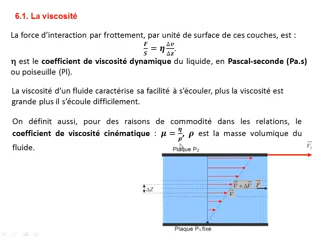 6.1. La viscosité
La force d’interaction par frottement, par unité de surface de ces couches, est :
F/S = η Δv/Δz.
η est le coefficient de viscosité dynamique du liquide, en Pascal-seconde (Pa.s)
ou poiseuille (Pl).
La viscosité d’un fluide caractérise sa facilité à s’écouler, plus la viscosité est
grande plus il s’écoule difficilement.
On définit aussi, pour des raisons de commodité dans les relations, le
coefficient de viscosité cinématique : μ = η/ρ, ρ est la masse volumique du
fluide.
Plaque P₂
ΔZ
V + ΔV
F
V
Plaque P₁ fixe